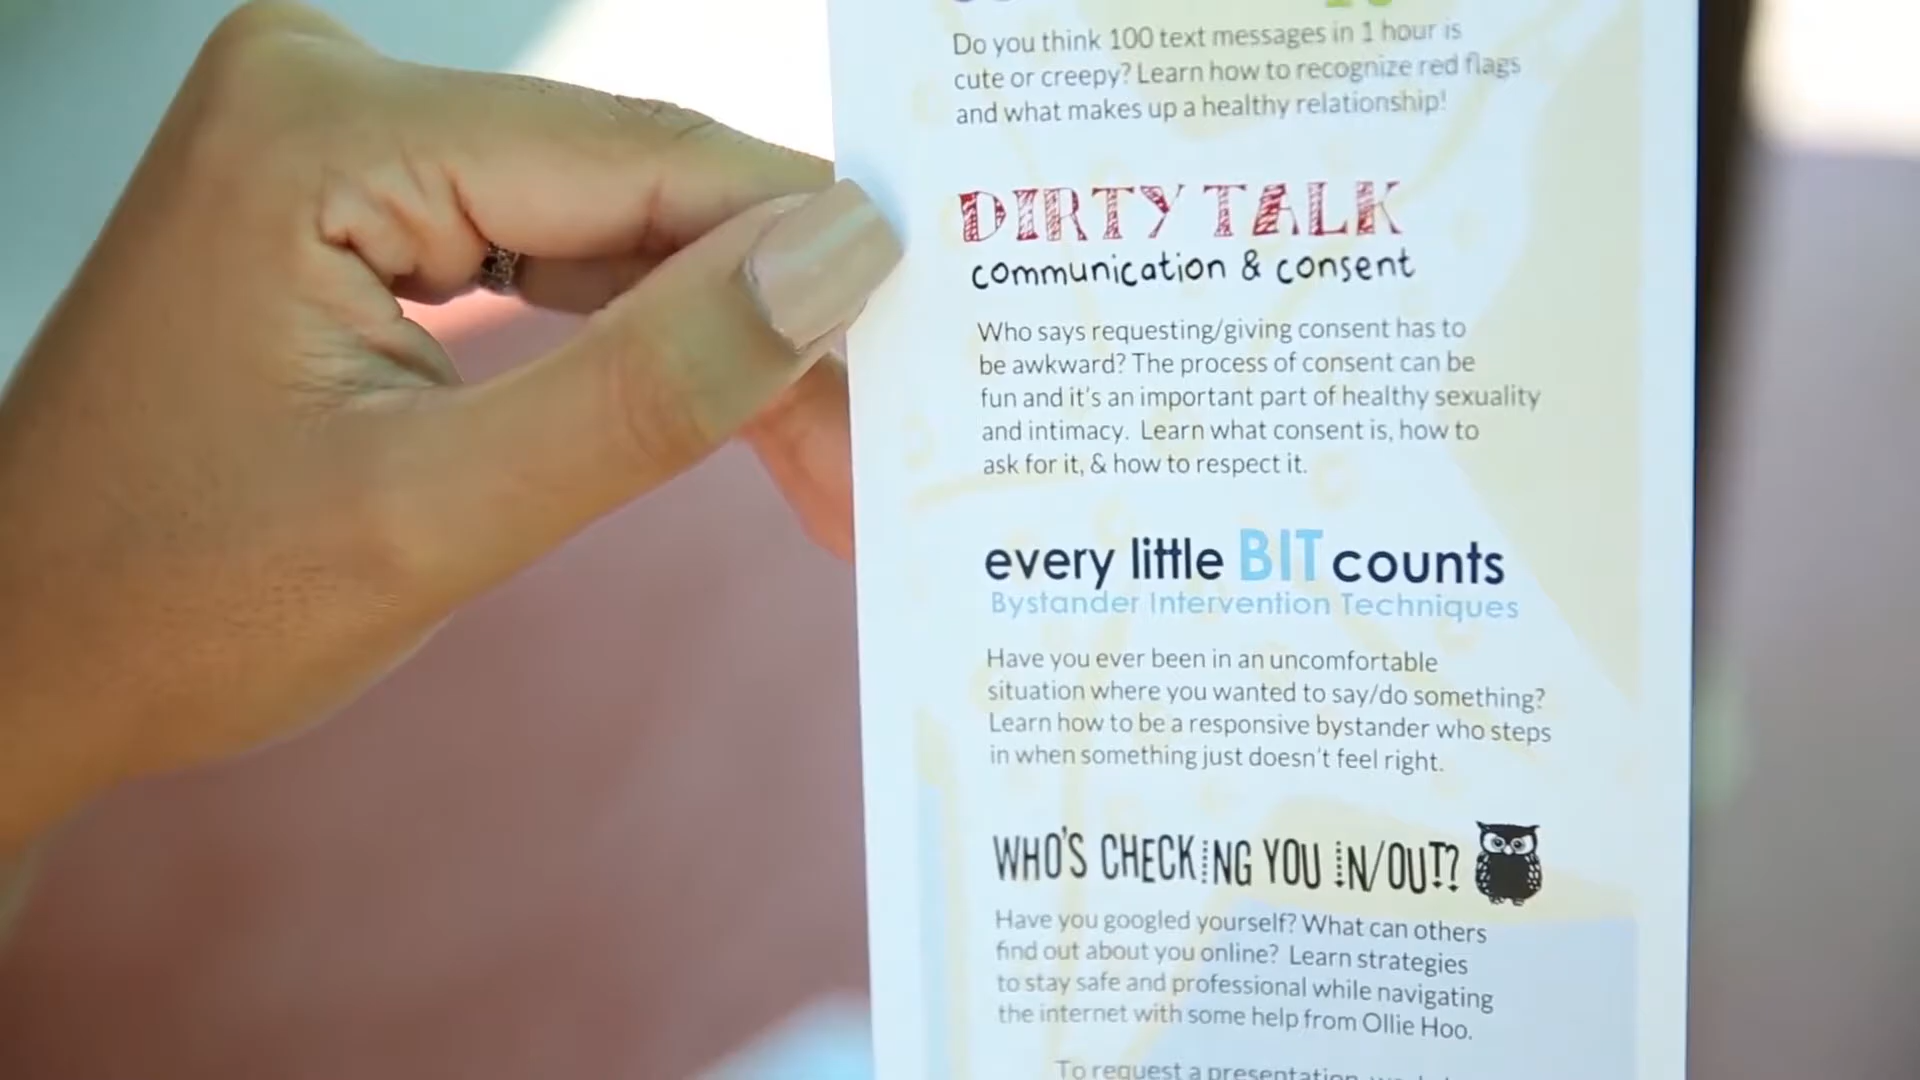 Do you think 100 text messages in 1 hour is
cute or creepy? Learn how to recognize red flags
and what makes up a healthy relationship!
DIRTY TALK
communication & consent
Who says requesting/giving consent has to
be awkward? The process of consent can be
fun and it's an important part of healthy sexuality
and intimacy. Learn what consent is, how to
ask for it, & how to respect it.
every little BIT counts
Bystander Intervention Techniques
Have you ever been in an uncomfortable
situation where you wanted to say/do something?
Learn how to be a responsive bystander who steps
in when something just doesn't feel right.
WHO'S CHECKING YOU IN/OUT?
Have you googled yourself? What can others
find out about you online? Learn strategies
to stay safe and professional while navigating
the internet with some help from Ollie Hoo.
To request a presentation,